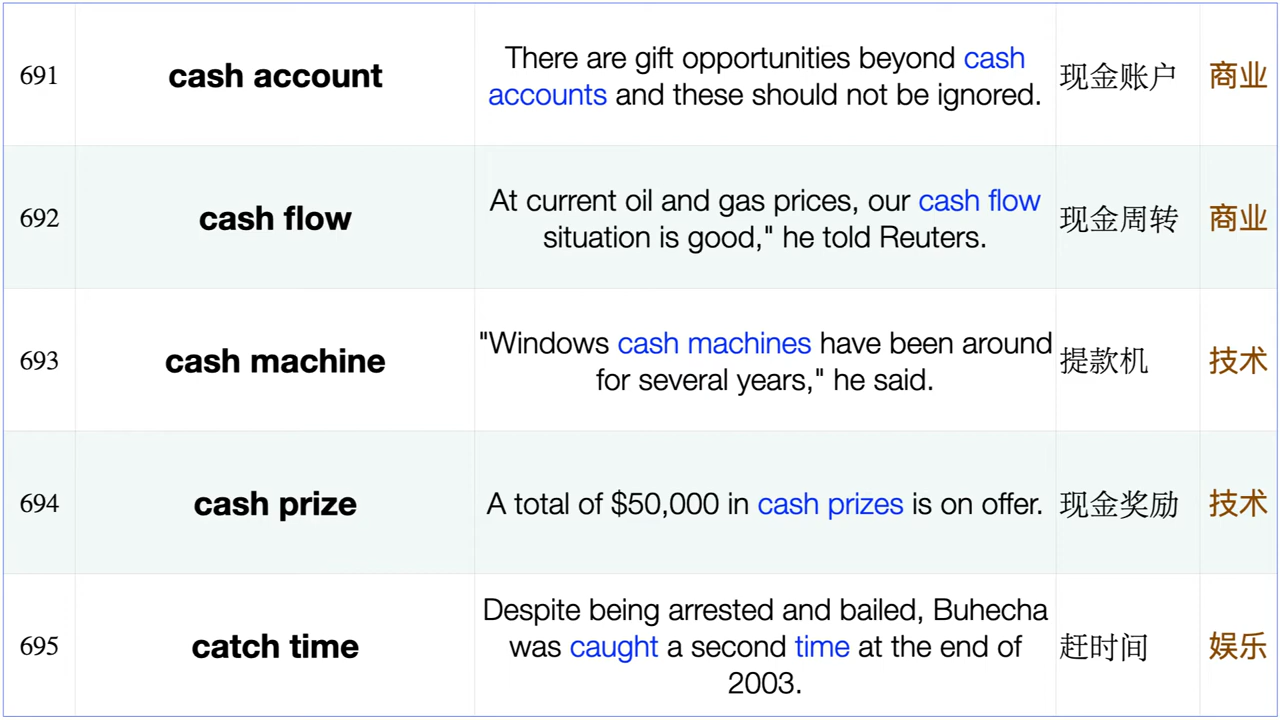 691
cash account
There are gift opportunities beyond cash
accounts and these should not be ignored.
现金账户
商业
692
cash flow
At current oil and gas prices, our cash flow
situation is good," he told Reuters.
现金周转
商业
693
cash machine
"Windows cash machines have been around
for several years," he said.
提款机
技术
694
cash prize
A total of $50,000 in cash prizes is on offer.
现金奖励
技术
695
catch time
Despite being arrested and bailed, Buhecha
was caught a second time at the end of
2003.
赶时间
娱乐